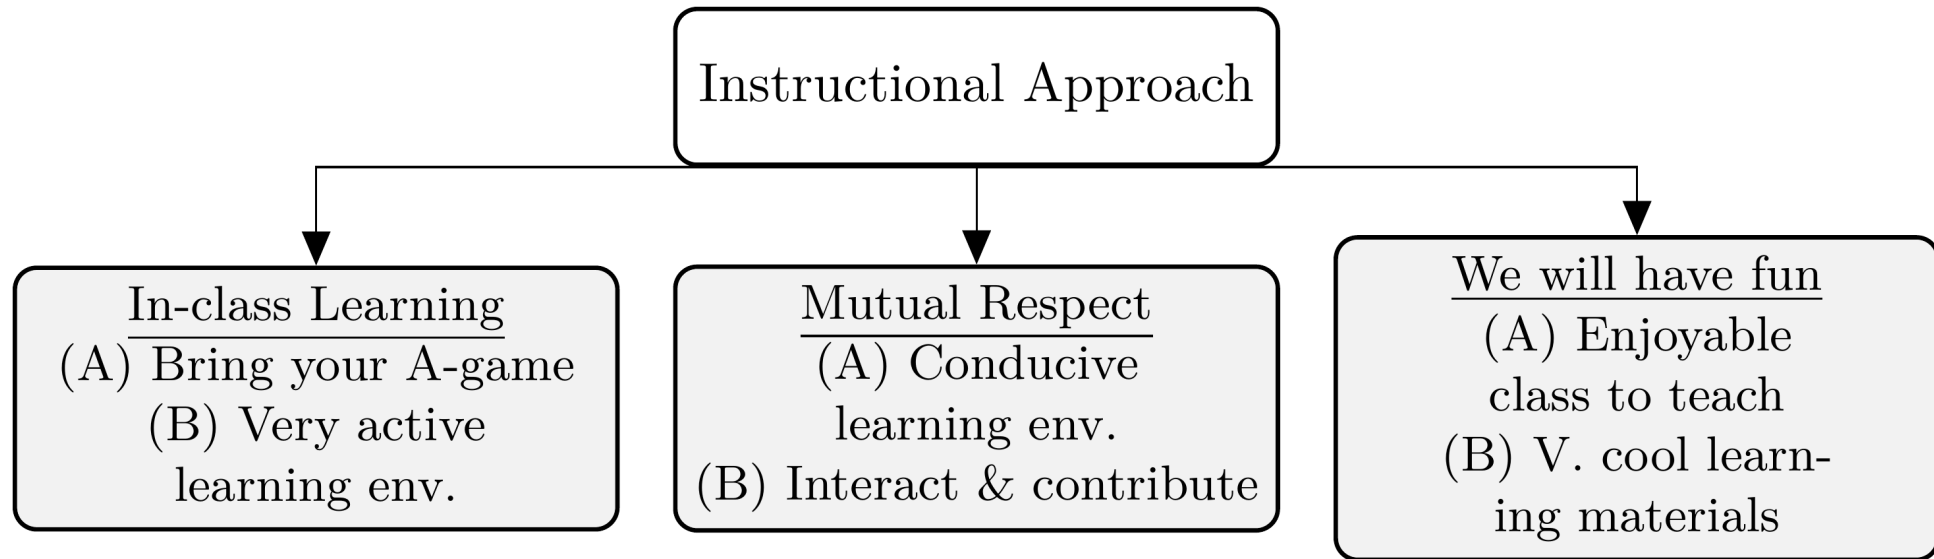 Instructional Approach
In-class Learning
(A) Bring your A-game
(B) Very active
learning env.
Mutual Respect
(A) Conducive
learning env.
(B) Interact & contribute
We will have fun
(A) Enjoyable
class to teach
(B) V. cool learn-
ing materials